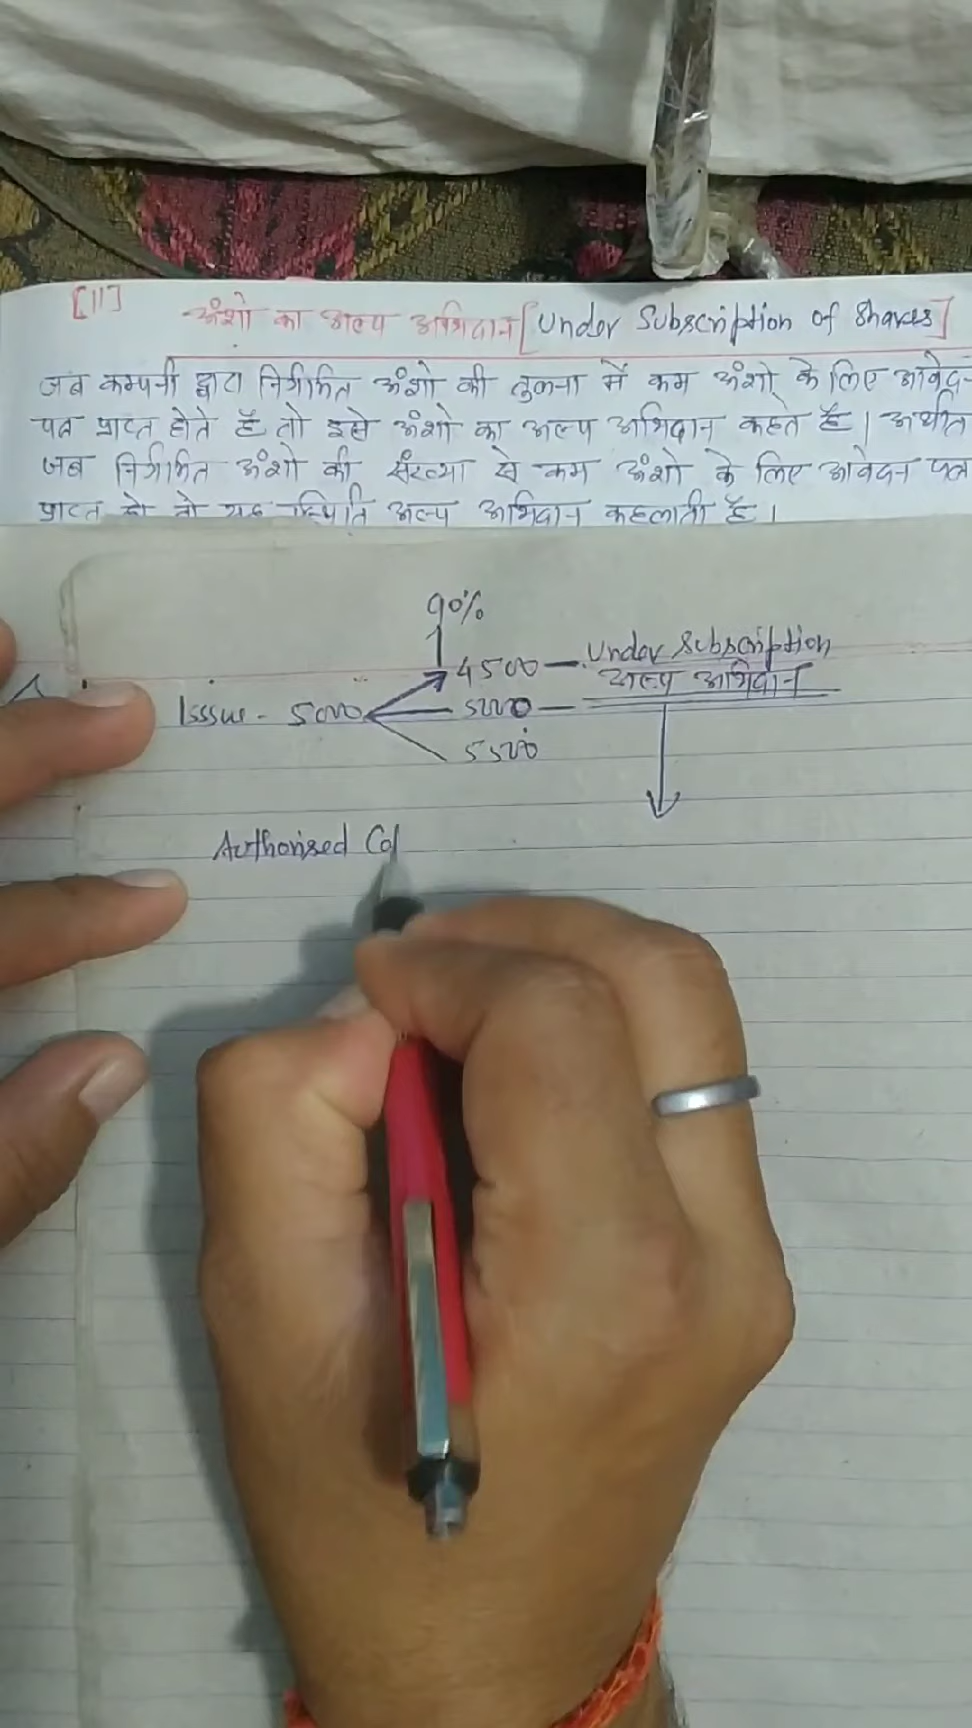 [11] अंशो का अल्प अभिदान [Under Subscription of Shares]
जब कम्पनी द्वारा निर्गमित अंशो की तुलना में कम अंशो के लिए आवेदन
पत्र प्राप्त होते है तो इसे अंशो का अल्प अभिदान कहते है। अर्थात
जब निर्गमित अंशो की संख्या से कम अंशो के लिए आवेदन पत्र
प्राप्त हो तो यह स्थिति अल्प अभिदान कहलाती है।
90%
4500 — Under Subscription
अल्प अभिदान
Isssue - 5000 5000 —
5500
Authorised Cap